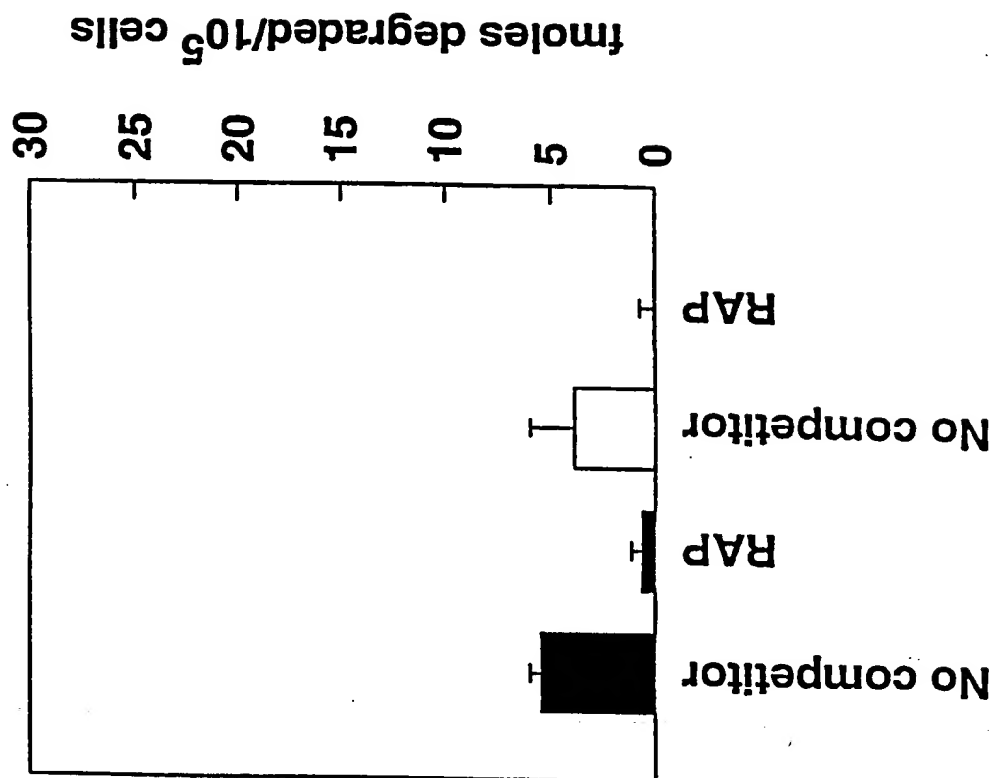 fmoles degraded/10⁵ cells
30
25
20
15
10
5
0
RAP
No competitor
RAP
No competitor